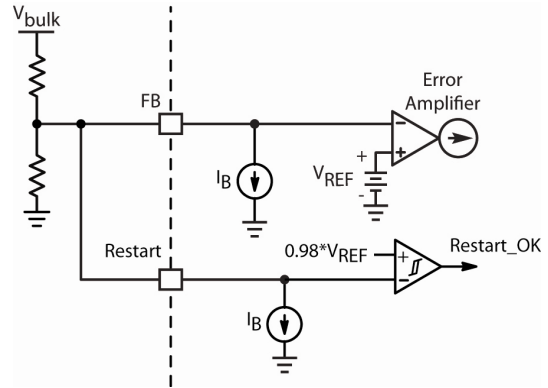 Vbulk
FB
Error
Amplifier
−
+
IB
VREF
+
-
Restart
0.98*VREF
+
−
Restart_OK
IB